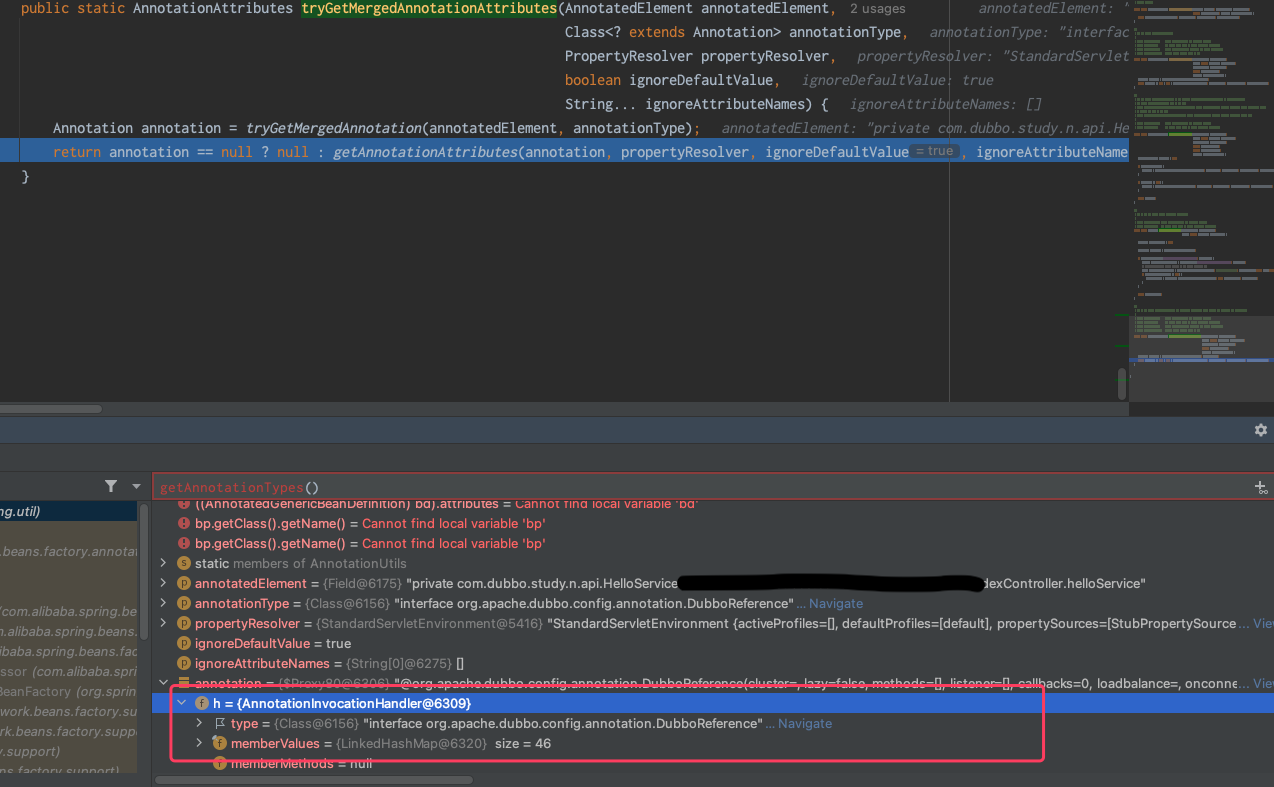 public static AnnotationAttributes tryGetMergedAnnotationAttributes(AnnotatedElement annotatedElement, 2 usages annotatedElement: "
Class<? extends Annotation> annotationType, annotationType: "interfac
PropertyResolver propertyResolver, propertyResolver: "StandardServlet
boolean ignoreDefaultValue, ignoreDefaultValue: true
String... ignoreAttributeNames) { ignoreAttributeNames: []
Annotation annotation = tryGetMergedAnnotation(annotatedElement, annotationType); annotatedElement: "private com.dubbo.study.n.api.He
return annotation == null ? null : getAnnotationAttributes(annotation, propertyResolver, ignoreDefaultValue = true , ignoreAttributeName
}
getAnnotationTypes()
ng.util)
((AnnotatedGenericBeanDefinition) bd).attributes = Cannot find local variable 'bd'
bp.getClass().getName() = Cannot find local variable 'bp'
.beans.factory.annotat
bp.getClass().getName() = Cannot find local variable 'bp'
static members of AnnotationUtils
annotatedElement = {Field@6175} "private com.dubbo.study.n.api.HelloService dexController.helloService"
annotationType = {Class@6156} "interface org.apache.dubbo.config.annotation.DubboReference" ... Navigate
(com.alibaba.spring.be
propertyResolver = {StandardServletEnvironment@5416} "StandardServletEnvironment {activeProfiles=[], defaultProfiles=[default], propertySources=[StubPropertySource ... Viev
n.alibaba.spring.beans.
ignoreDefaultValue = true
alibaba.spring.beans.fac
ignoreAttributeNames = {String[0]@6275} []
ssor (com.alibaba.spri
annotation = {$Proxy80@6306} "@org.apache.dubbo.config.annotation.DubboReference(cluster=, lazy=false, methods=[], listener=[], callbacks=0, loadbalance=, onconne ... Viev
BeanFactory (org.sprin
h = {AnnotationInvocationHandler@6309}
work.beans.factory.su
type = {Class@6156} "interface org.apache.dubbo.config.annotation.DubboReference" ... Navigate
rk.beans.factory.suppo
memberValues = {LinkedHashMap@6320} size = 46
y.support)
memberMethods = null
ns.factory.support)